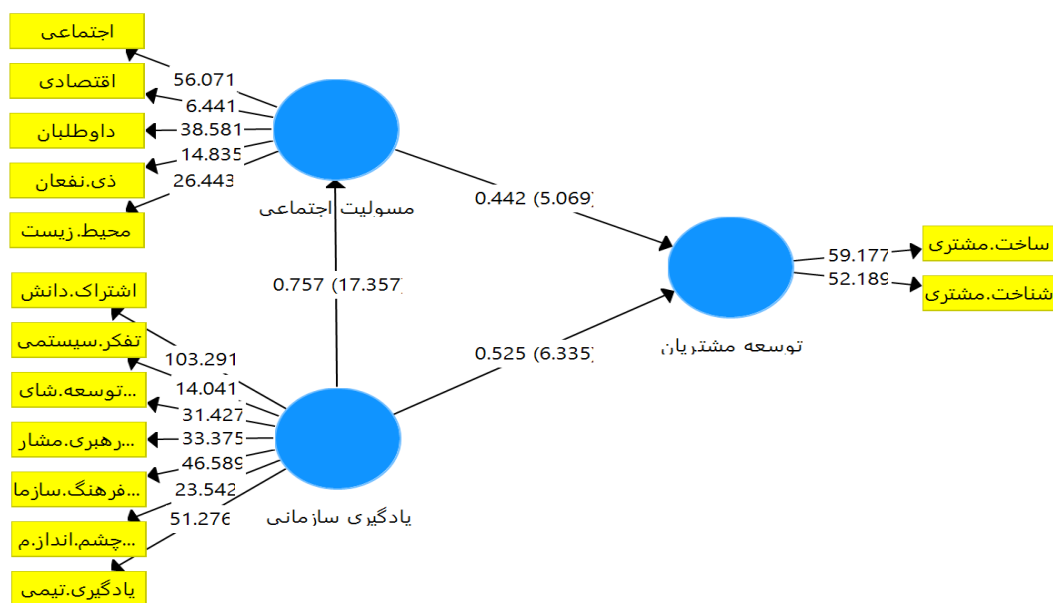 اجتماعی
56.071
اقتصادی
6.441
داوطلبان
38.581
ذی.نفعان
14.835
محیط.زیست
26.443
مسولیت اجتماعی
0.442 (5.069)
0.757 (17.357)
0.525 (6.335)
ساخت.مشتری
59.177
شناخت.مشتری
52.189
توسعه مشتریان
اشتراک.دانش
103.291
تفکر.سیستمی
14.041
توسعه.شای...
31.427
رهبری.مشار...
33.375
فرهنگ.سازما...
46.589
چشم.انداز.م...
23.542
یادگیری.تیمی
51.276
یادگیری سازمانی